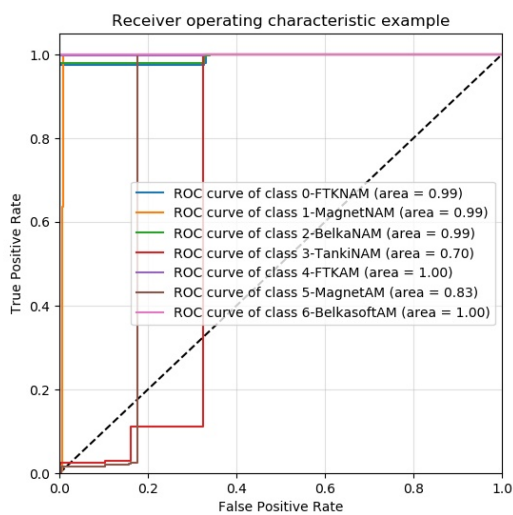 Receiver operating characteristic example
1.0
0.8
0.6
0.4
0.2
0.0
True Positive Rate
ROC curve of class 0-FTKNAM (area = 0.99)
ROC curve of class 1-MagnetNAM (area = 0.99)
ROC curve of class 2-BelkaNAM (area = 0.99)
ROC curve of class 3-TankiNAM (area = 0.70)
ROC curve of class 4-FTKAM (area = 1.00)
ROC curve of class 5-MagnetAM (area = 0.83)
ROC curve of class 6-BelkasoftAM (area = 1.00)
0.0 0.2 0.4 0.6 0.8 1.0
False Positive Rate